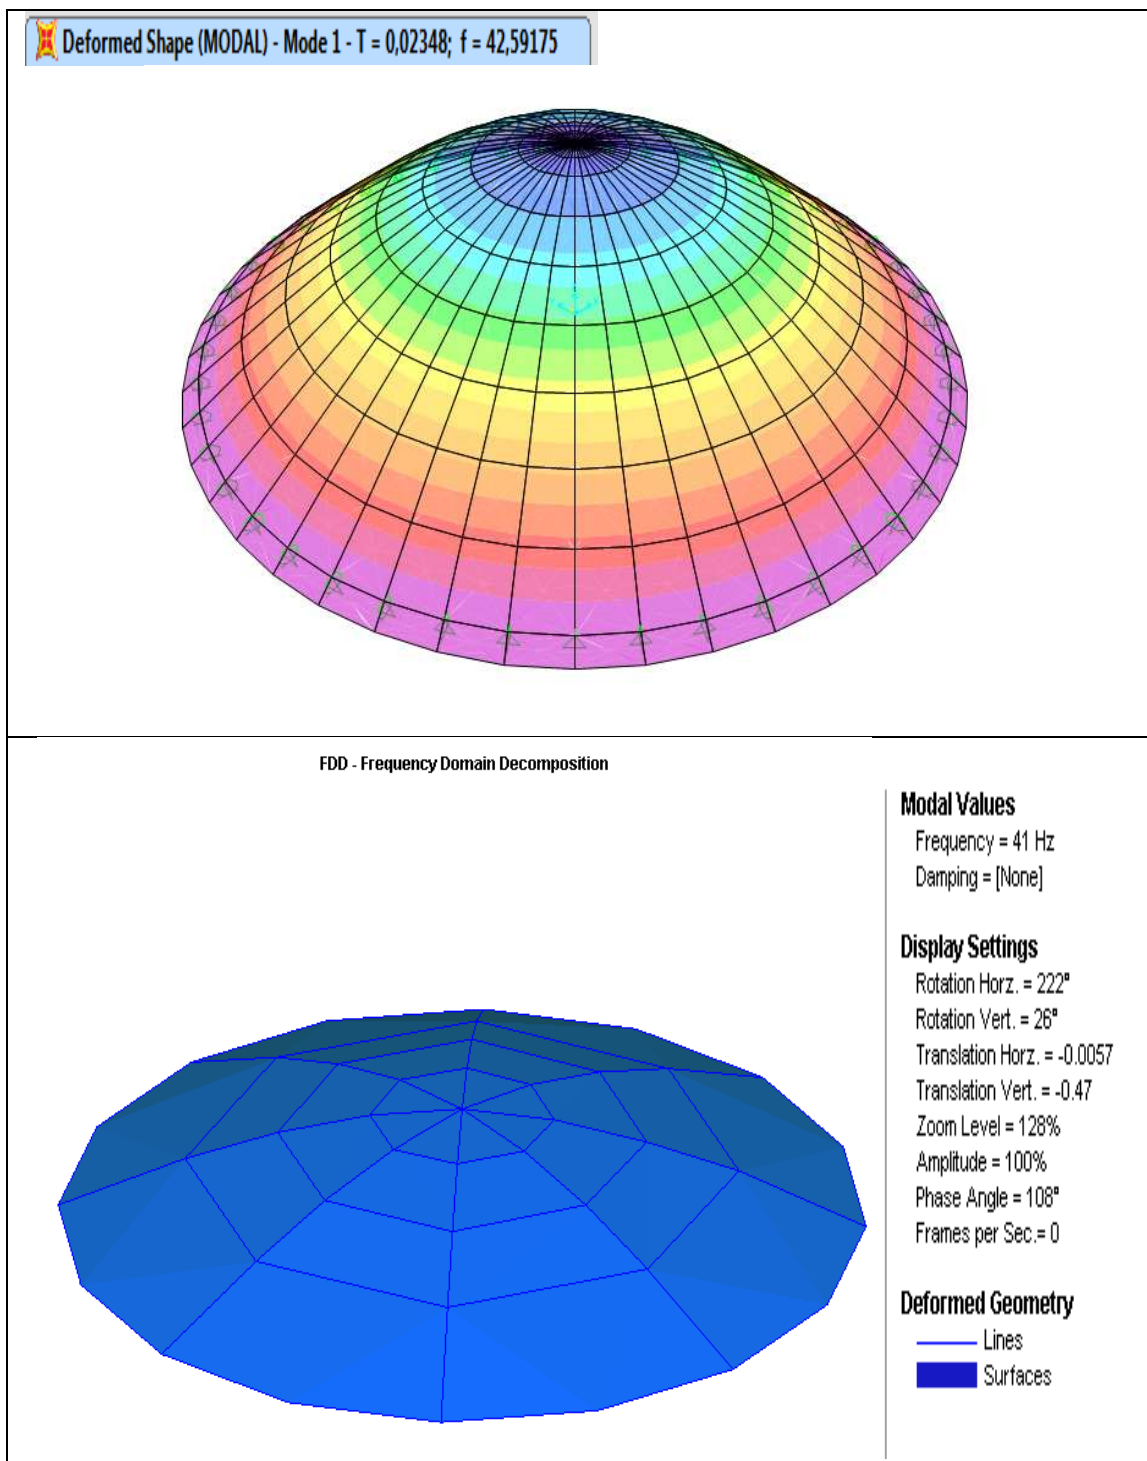 Deformed Shape (MODAL) - Mode 1 - T = 0,02348; f = 42,59175
FDD - Frequency Domain Decomposition
Modal Values
Frequency = 41 Hz
Damping = [None]
Display Settings
Rotation Horz. = 222°
Rotation Vert. = 26°
Translation Horz. = -0.0057
Translation Vert. = -0.47
Zoom Level = 128%
Amplitude = 100%
Phase Angle = 108°
Frames per Sec.= 0
Deformed Geometry
Lines
Surfaces